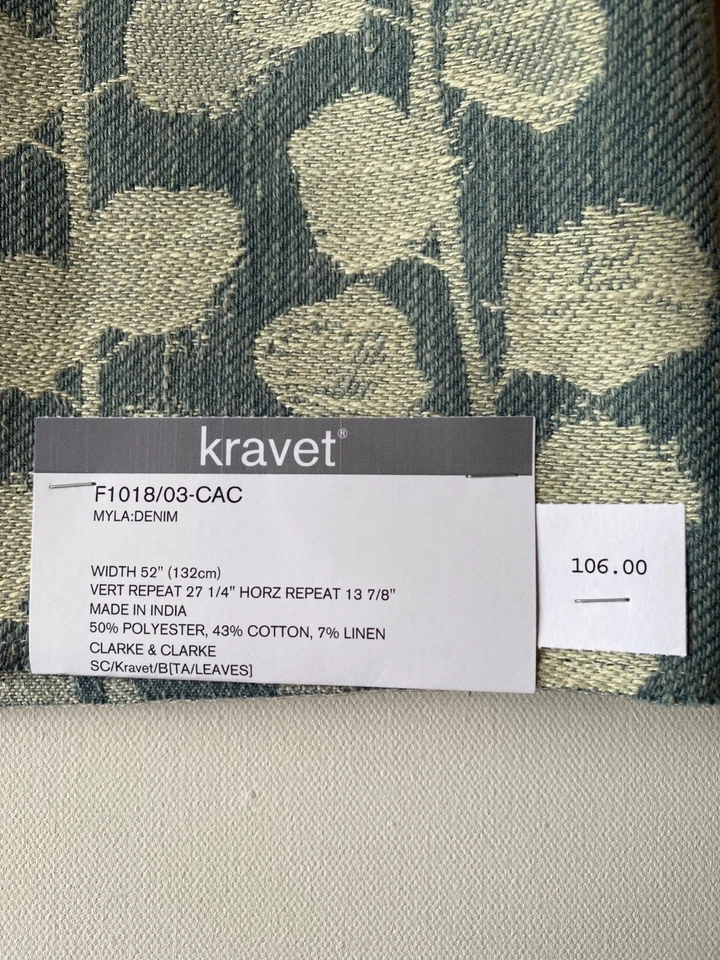 kravet®
F1018/03-CAC
MYLA:DENIM
WIDTH 52" (132cm)
VERT REPEAT 27 1/4" HORZ REPEAT 13 7/8"
MADE IN INDIA
50% POLYESTER, 43% COTTON, 7% LINEN
CLARKE & CLARKE
SC/Kravet/B[TA/LEAVES]
106.00